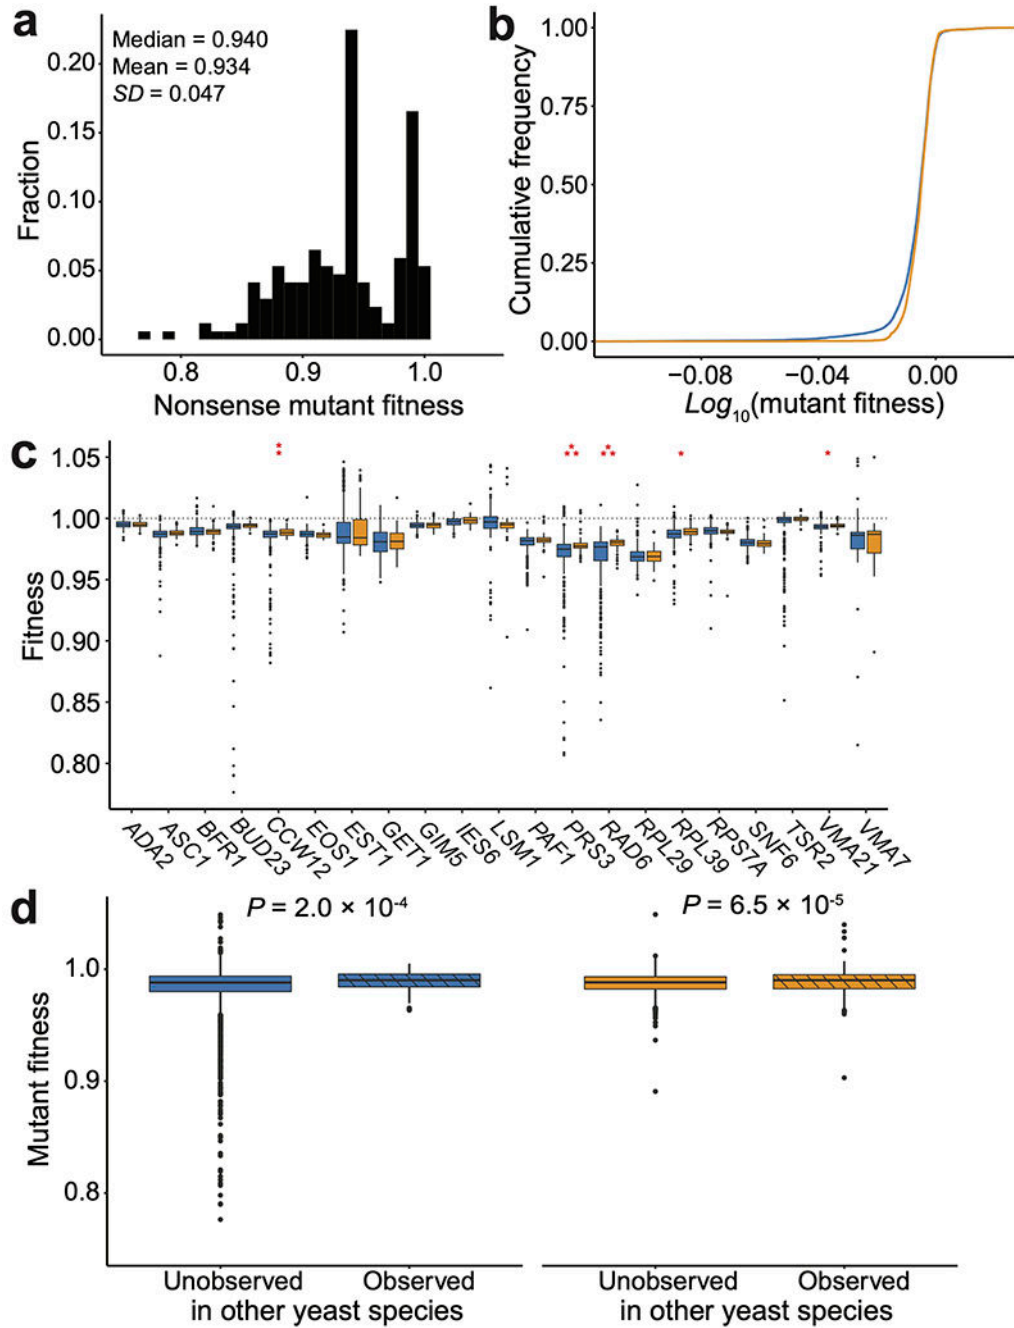 a
Median = 0.940
Mean = 0.934
SD = 0.047
0.20
0.15
0.10
0.05
0.00
Fraction
0.8 0.9 1.0
Nonsense mutant fitness
b
1.00
0.75
0.50
0.25
0.00
Cumulative frequency
−0.08 −0.04 0.00
Log10(mutant fitness)
c
1.05
1.00
0.95
0.90
0.85
0.80
Fitness
ADA2 ASC1 BFR1 BUD23 CCW12 EOS1 EST1 GET1 GIM5 IES6 LSM1 PAF1 PRS3 RAD6 RPL29 RPL39 RPS7A SNF6 TSR2 VMA21 VMA7
d
P = 2.0 × 10-4
P = 6.5 × 10-5
1.0
0.9
0.8
Mutant fitness
Unobserved Observed
in other yeast species
Unobserved Observed
in other yeast species